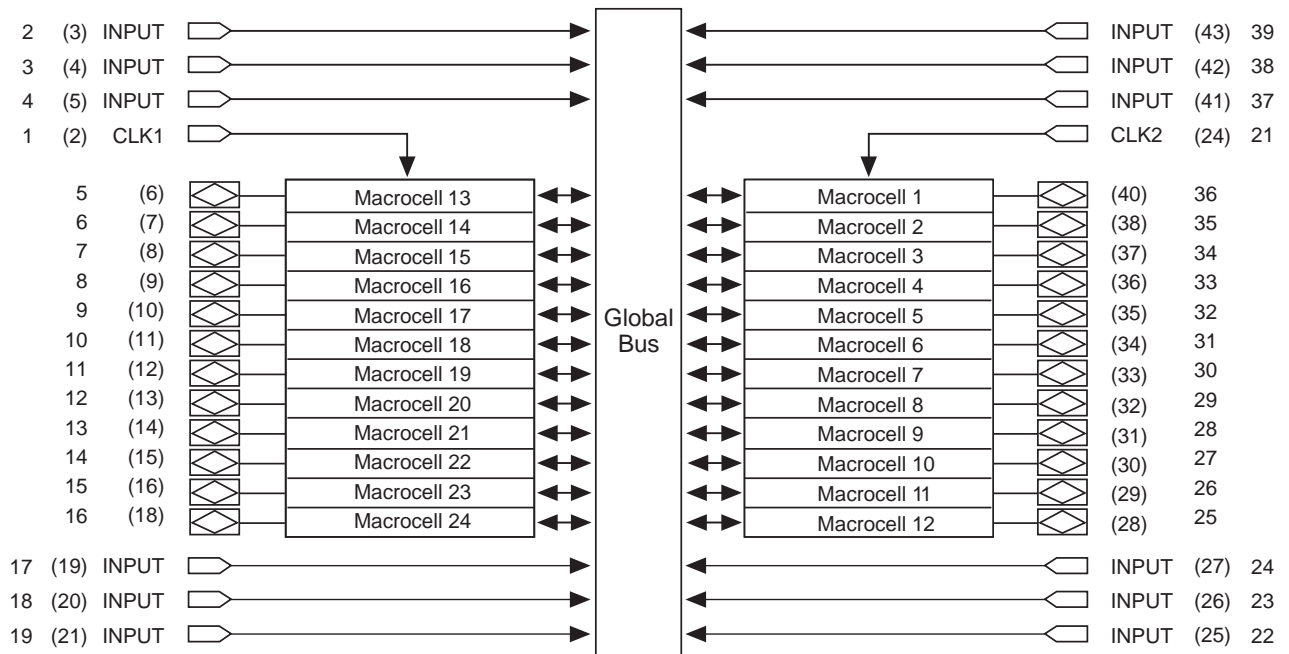 2 (3) INPUT INPUT (43) 39
3 (4) INPUT INPUT (42) 38
4 (5) INPUT INPUT (41) 37
1 (2) CLK1 CLK2 (24) 21
5 (6) Macrocell 13 Macrocell 1 (40) 36
6 (7) Macrocell 14 Macrocell 2 (38) 35
7 (8) Macrocell 15 Macrocell 3 (37) 34
8 (9) Macrocell 16 Macrocell 4 (36) 33
9 (10) Macrocell 17 Global Macrocell 5 (35) 32
10 (11) Macrocell 18 Bus Macrocell 6 (34) 31
11 (12) Macrocell 19 Macrocell 7 (33) 30
12 (13) Macrocell 20 Macrocell 8 (32) 29
13 (14) Macrocell 21 Macrocell 9 (31) 28
14 (15) Macrocell 22 Macrocell 10 (30) 27
15 (16) Macrocell 23 Macrocell 11 (29) 26
16 (18) Macrocell 24 Macrocell 12 (28) 25
17 (19) INPUT INPUT (27) 24
18 (20) INPUT INPUT (26) 23
19 (21) INPUT INPUT (25) 22